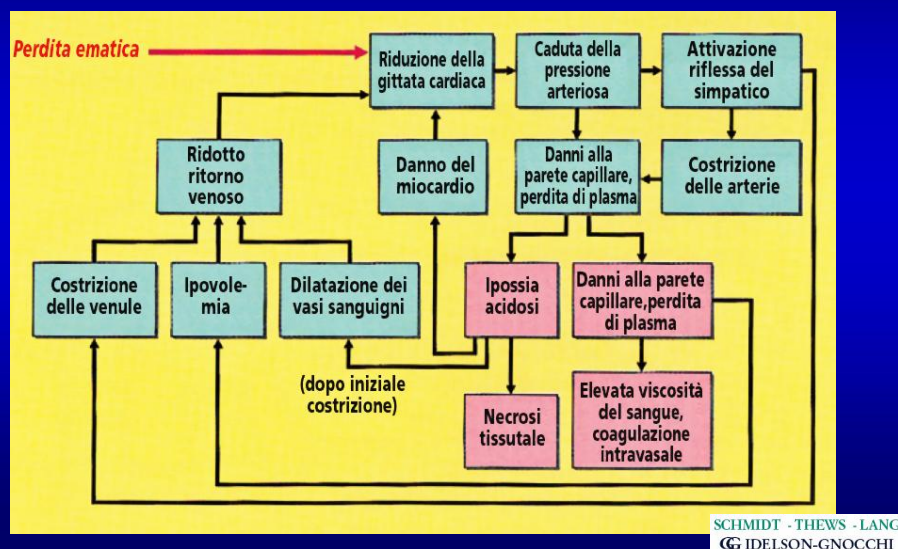 Perdita ematica
Riduzione della
gittata cardiaca
Caduta della
pressione
arteriosa
Attivazione
riflessa del
simpatico
Ridotto
ritorno
venoso
Danno del
miocardio
Danni alla
parete capillare,
perdita di plasma
Costrizione
delle arterie
Costrizione
delle venule
Ipovole-
mia
Dilatazione dei
vasi sanguigni
Ipossia
acidosi
Danni alla parete
capillare,perdita
di plasma
(dopo iniziale
costrizione)
Necrosi
tissutale
Elevata viscosità
del sangue,
coagulazione
intravasale
SCHMIDT - THEWS - LANG
GG IDELSON-GNOCCHI